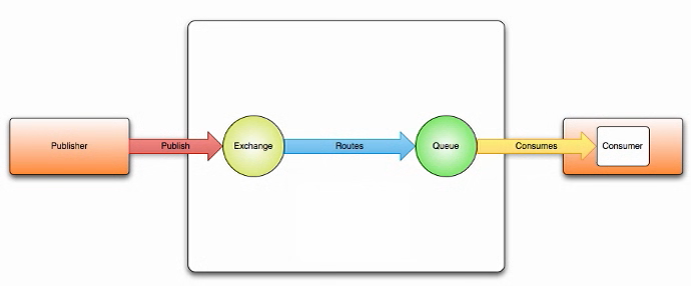 Publisher
Publish
Exchange
Routes
Queue
Consumes
Consumer